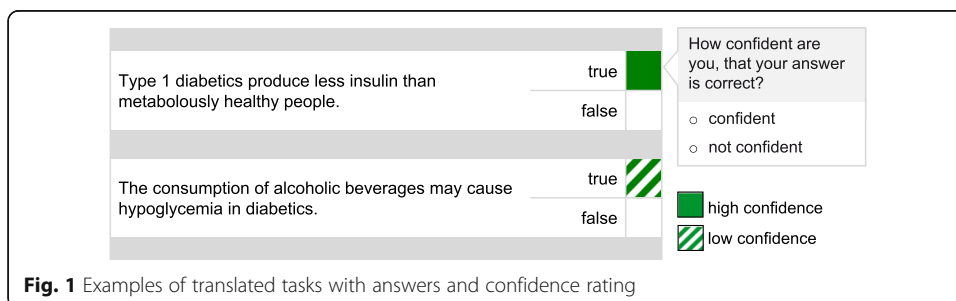 Type 1 diabetics produce less insulin than
metabolously healthy people.
true
false
How confident are
you, that your answer
is correct?
confident
not confident
The consumption of alcoholic beverages may cause
hypoglycemia in diabetics.
true
false
high confidence
low confidence
Fig. 1 Examples of translated tasks with answers and confidence rating